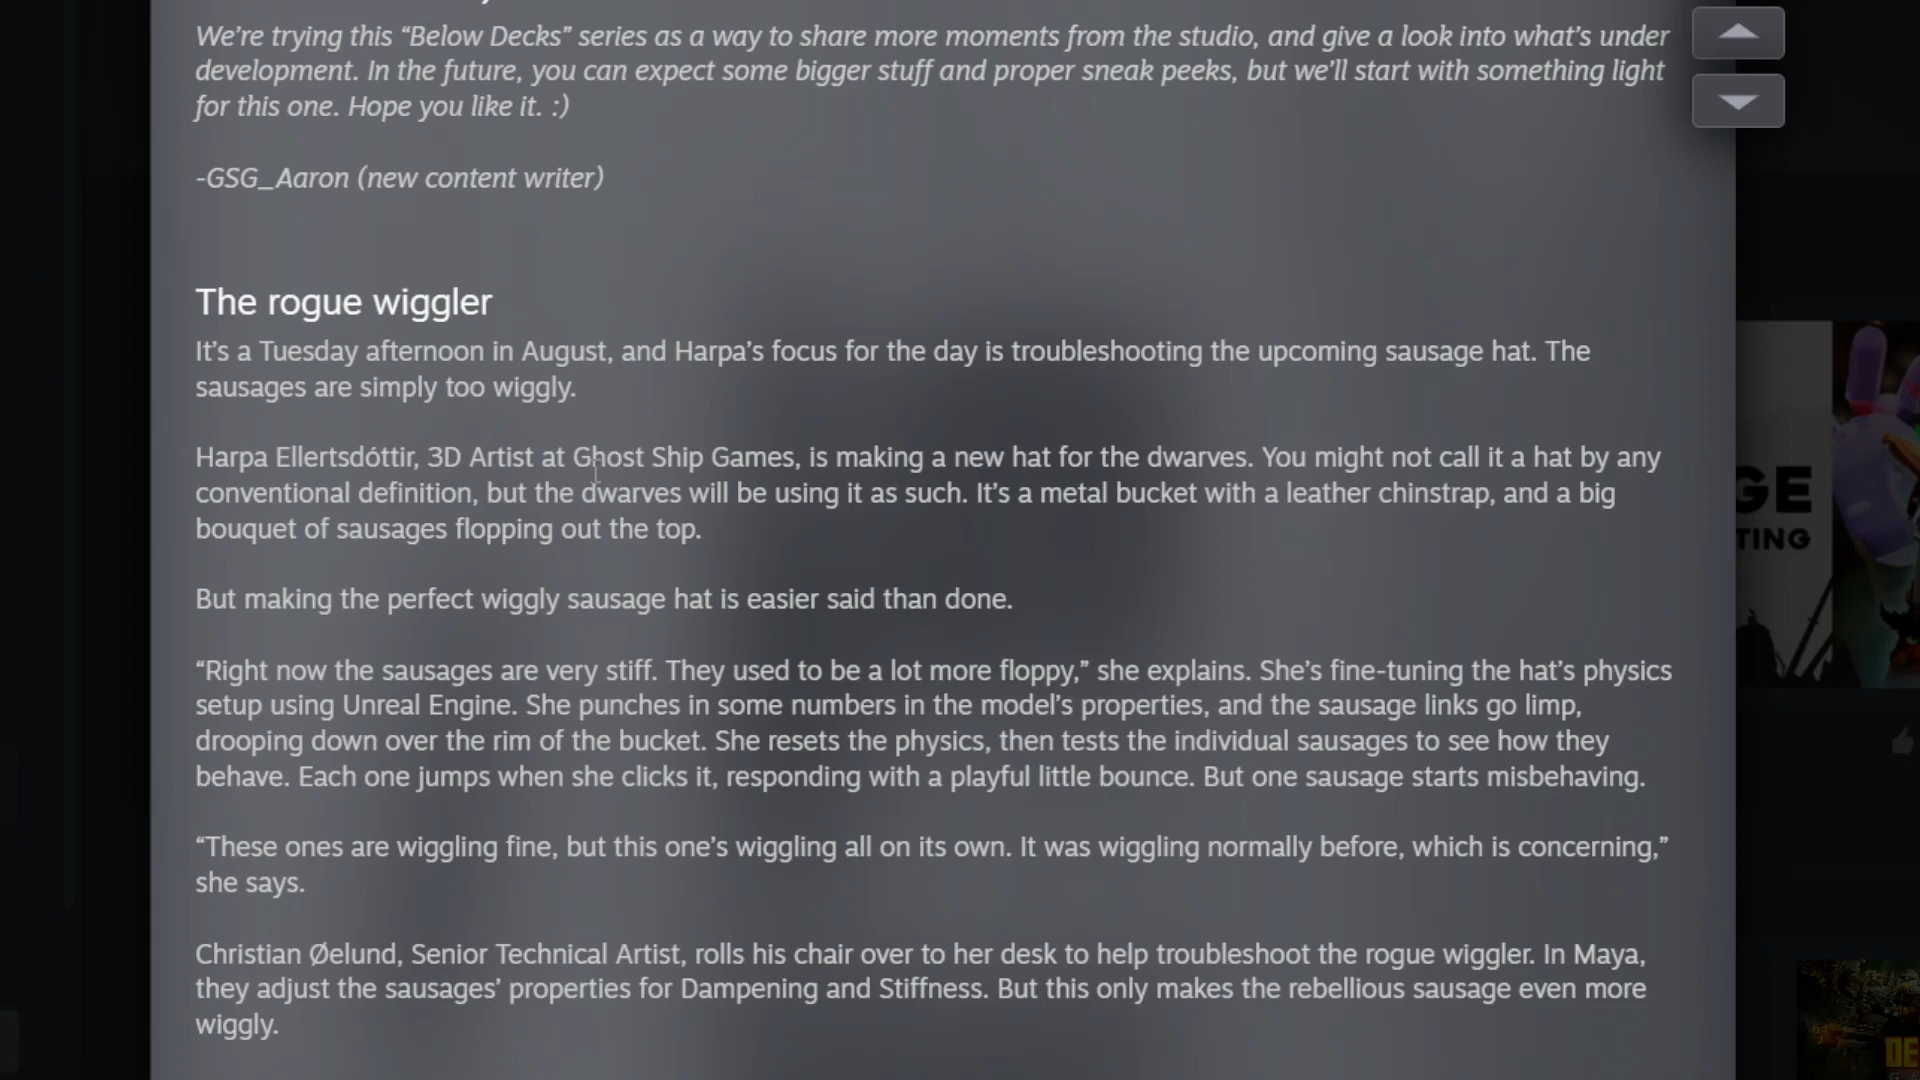 We're trying this “Below Decks” series as a way to share more moments from the studio, and give a look into what's under
development. In the future, you can expect some bigger stuff and proper sneak peeks, but we'll start with something light
for this one. Hope you like it. :)
-GSG_Aaron (new content writer)
The rogue wiggler
It's a Tuesday afternoon in August, and Harpa's focus for the day is troubleshooting the upcoming sausage hat. The
sausages are simply too wiggly.
Harpa Ellertsdóttir, 3D Artist at Ghost Ship Games, is making a new hat for the dwarves. You might not call it a hat by any
conventional definition, but the dwarves will be using it as such. It's a metal bucket with a leather chinstrap, and a big
bouquet of sausages flopping out the top.
But making the perfect wiggly sausage hat is easier said than done.
“Right now the sausages are very stiff. They used to be a lot more floppy,” she explains. She's fine-tuning the hat's physics
setup using Unreal Engine. She punches in some numbers in the model's properties, and the sausage links go limp,
drooping down over the rim of the bucket. She resets the physics, then tests the individual sausages to see how they
behave. Each one jumps when she clicks it, responding with a playful little bounce. But one sausage starts misbehaving.
“These ones are wiggling fine, but this one's wiggling all on its own. It was wiggling normally before, which is concerning,”
she says.
Christian Øelund, Senior Technical Artist, rolls his chair over to her desk to help troubleshoot the rogue wiggler. In Maya,
they adjust the sausages' properties for Dampening and Stiffness. But this only makes the rebellious sausage even more
wiggly.
GE
TING
DE